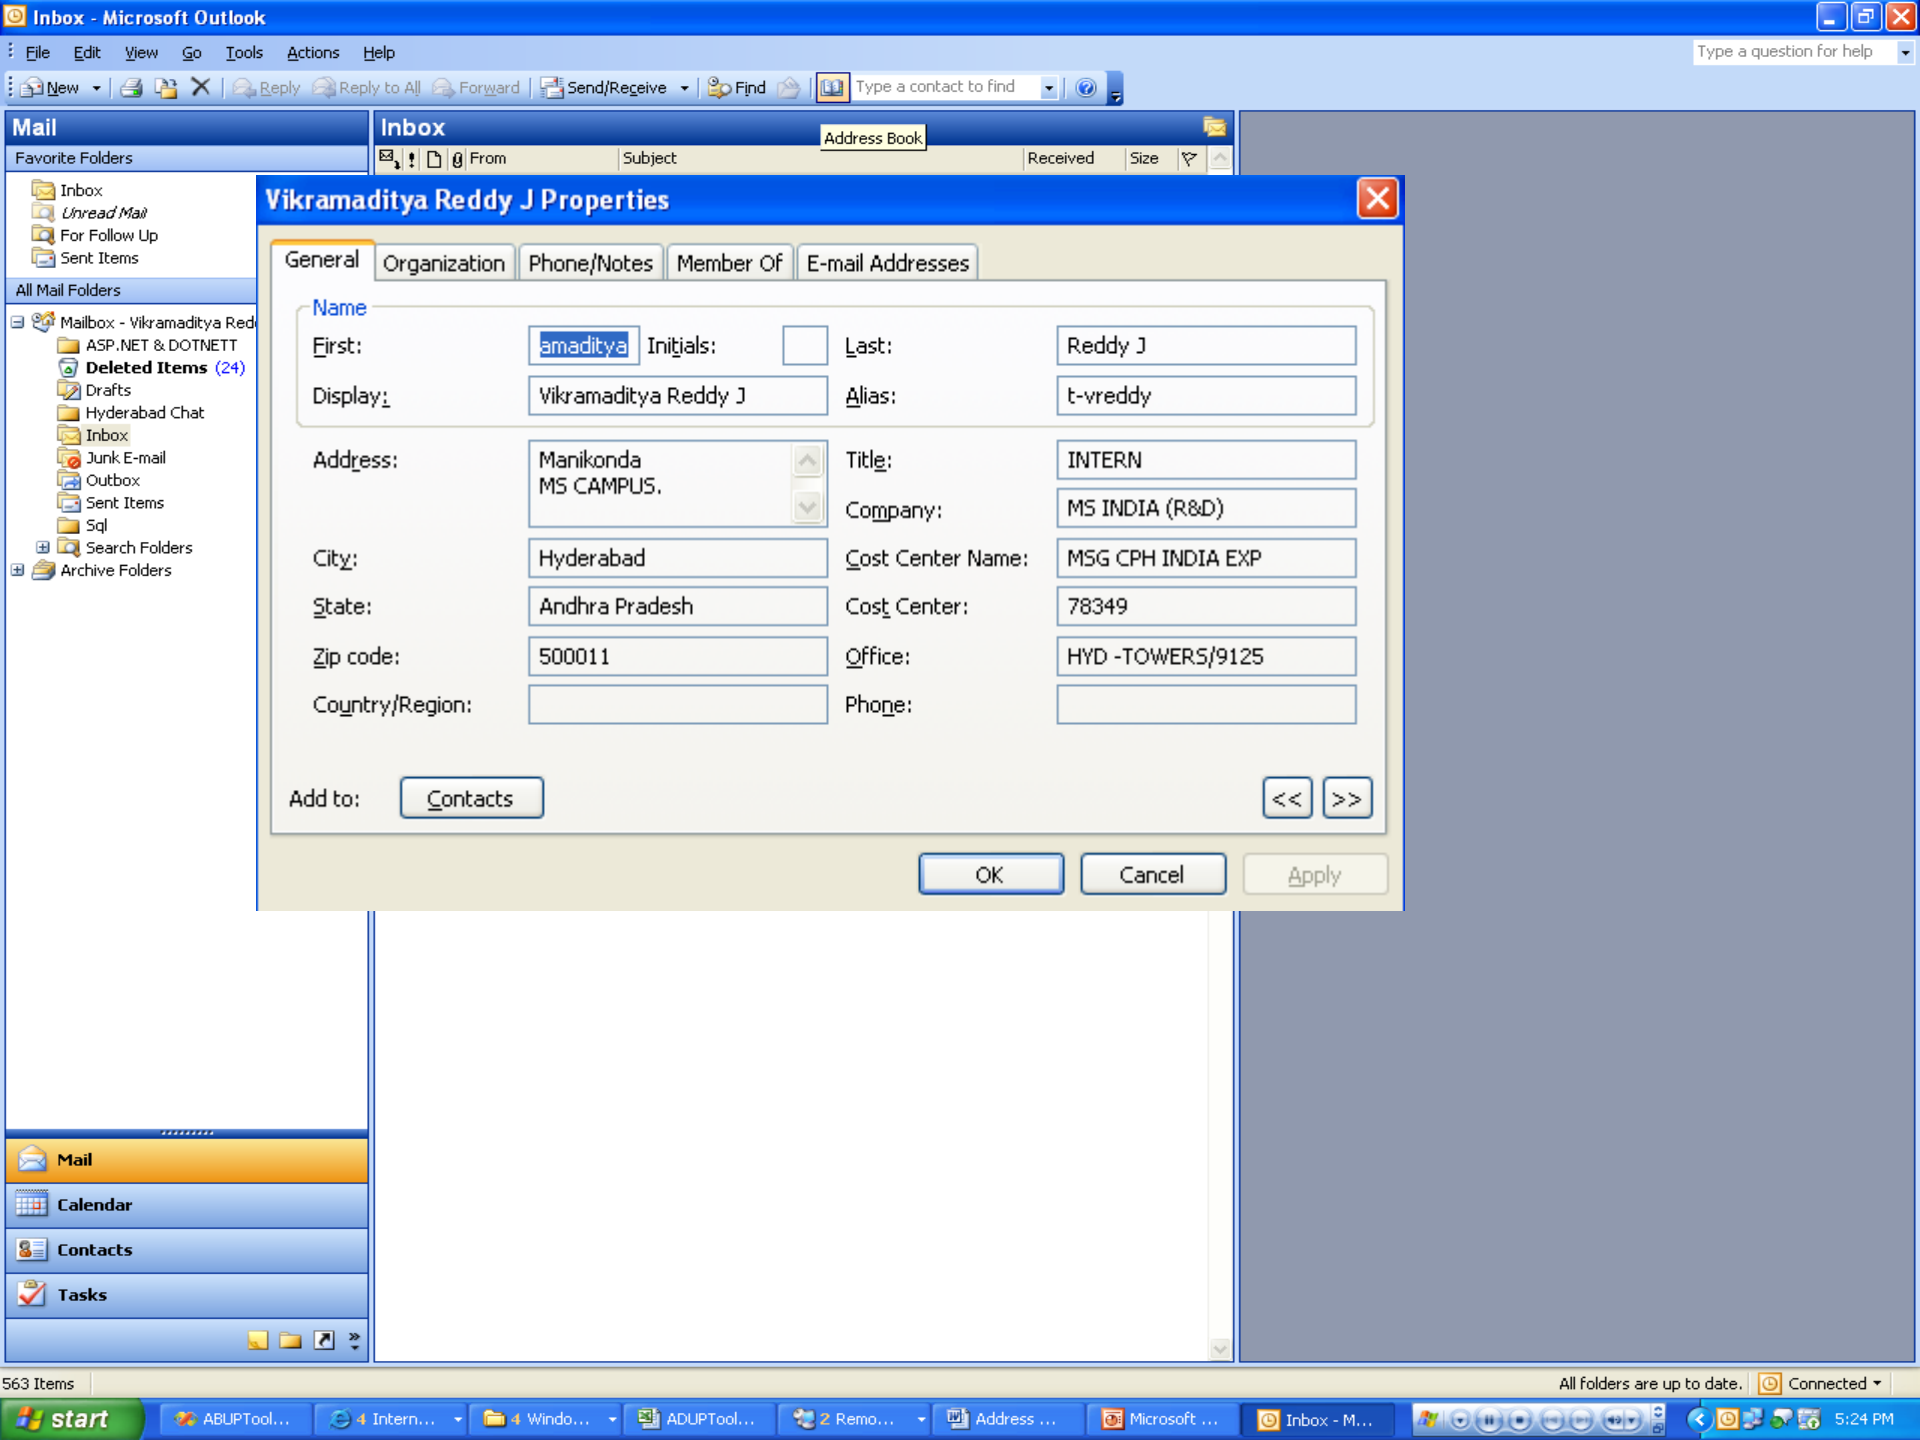 Inbox - Microsoft Outlook
File Edit View Go Tools Actions Help
Type a question for help
New Reply Reply to All Forward Send/Receive Find Type a contact to find
Mail
Inbox
Address Book
Favorite Folders
From Subject Received Size
Inbox
Unread Mail
For Follow Up
Sent Items
All Mail Folders
Mailbox - Vikramaditya Red
ASP.NET & DOTNETT
Deleted Items (24)
Drafts
Hyderabad Chat
Inbox
Junk E-mail
Outbox
Sent Items
Sql
Search Folders
Archive Folders
Vikramaditya Reddy J Properties
General Organization Phone/Notes Member Of E-mail Addresses
Name
First: amaditya Initials: Last: Reddy J
Display: Vikramaditya Reddy J Alias: t-vreddy
Address: Manikonda Title: INTERN
MS CAMPUS.
Company: MS INDIA (R&D)
City: Hyderabad Cost Center Name: MSG CPH INDIA EXP
State: Andhra Pradesh Cost Center: 78349
Zip code: 500011 Office: HYD -TOWERS/9125
Country/Region: Phone:
Add to: Contacts << >>
OK Cancel Apply
Mail
Calendar
Contacts
Tasks
563 Items
All folders are up to date. Connected
start ABUPTool... 4 Intern... 4 Windo... ADUPTool... 2 Remo... Address ... Microsoft ... Inbox - M... 5:24 PM